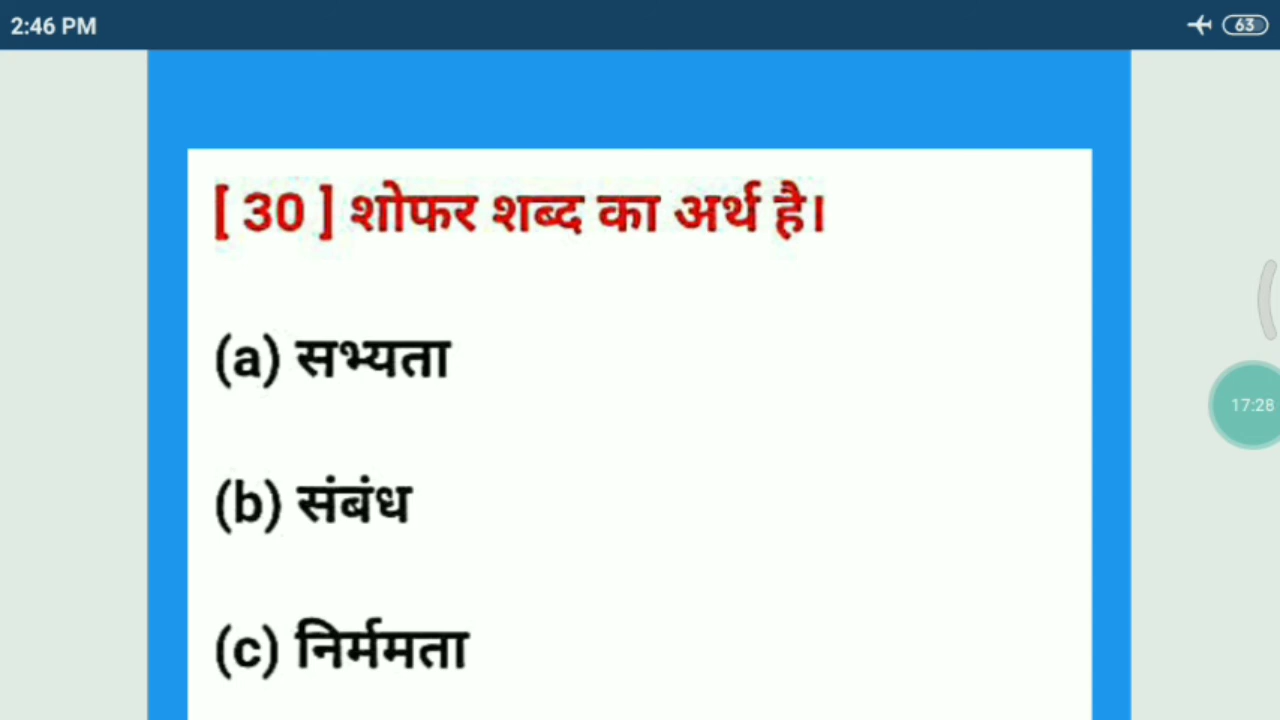 2:46 PM
63
[ 30 ] शोफर शब्द का अर्थ है।
(a) सभ्यता
17:28
(b) संबंध
(c) निर्ममता